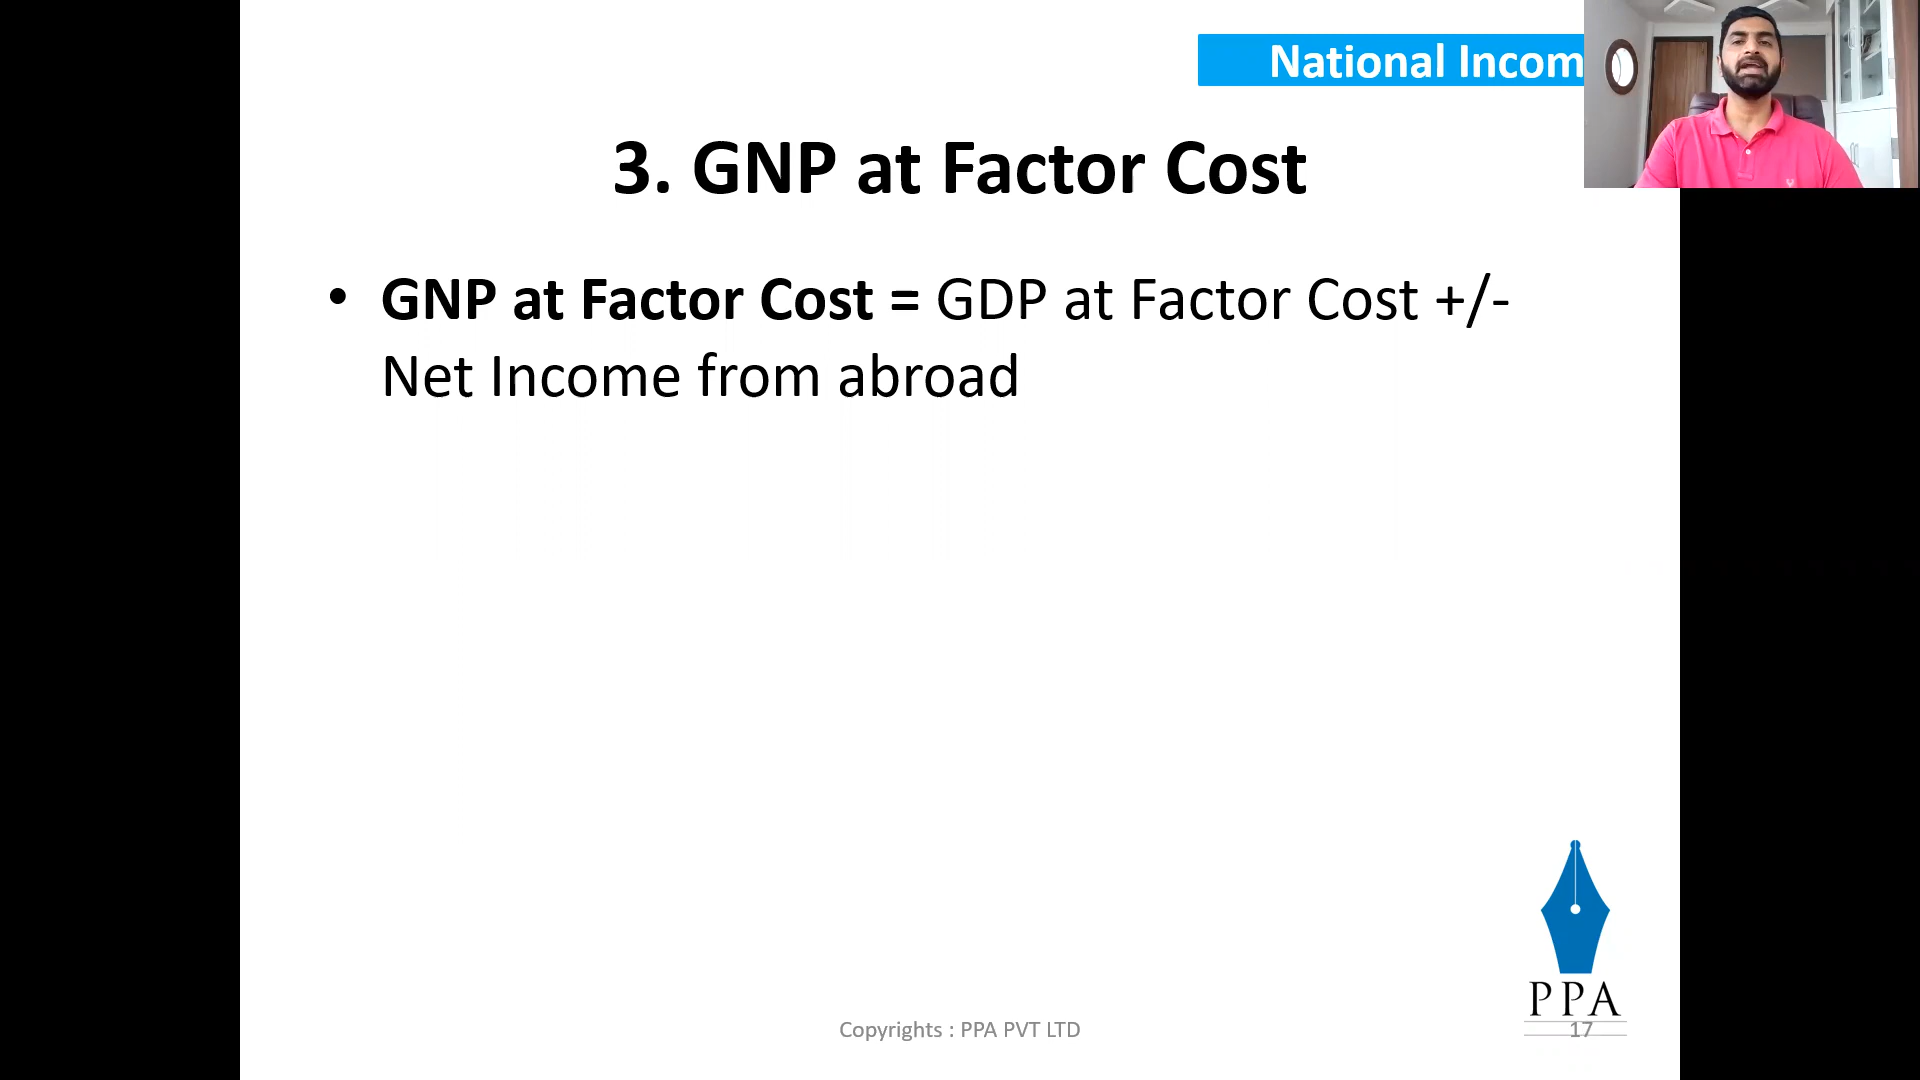 National Incom
3. GNP at Factor Cost
• GNP at Factor Cost = GDP at Factor Cost +/-
Net Income from abroad
PPA
Copyrights : PPA PVT LTD
17